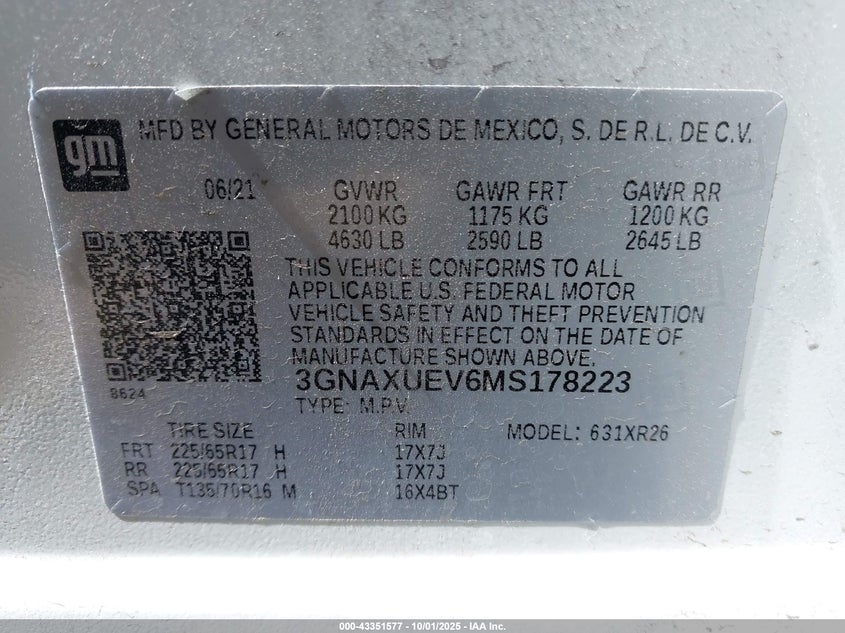 gm
MFD BY GENERAL MOTORS DE MEXICO, S. DE R.L. DE C.V.
06/21 GVWR GAWR FRT GAWR RR
2100 KG 1175 KG 1200 KG
4630 LB 2590 LB 2645 LB
THIS VEHICLE CONFORMS TO ALL
APPLICABLE U.S. FEDERAL MOTOR
VEHICLE SAFETY AND THEFT PREVENTION
STANDARDS IN EFFECT ON THE DATE OF
MANUFACTURE SHOWN ABOVE.
8624
3GNAXUEV6MS178223
TYPE: M.P.V.
TIRE SIZE RIM MODEL: 631XR26
FRT 225/65R17 H 17X7J
RR 225/65R17 H 17X7J
SPA T135/70R16 M 16X4BT
000-43351577 - 10/01/2025 - IAA Inc.